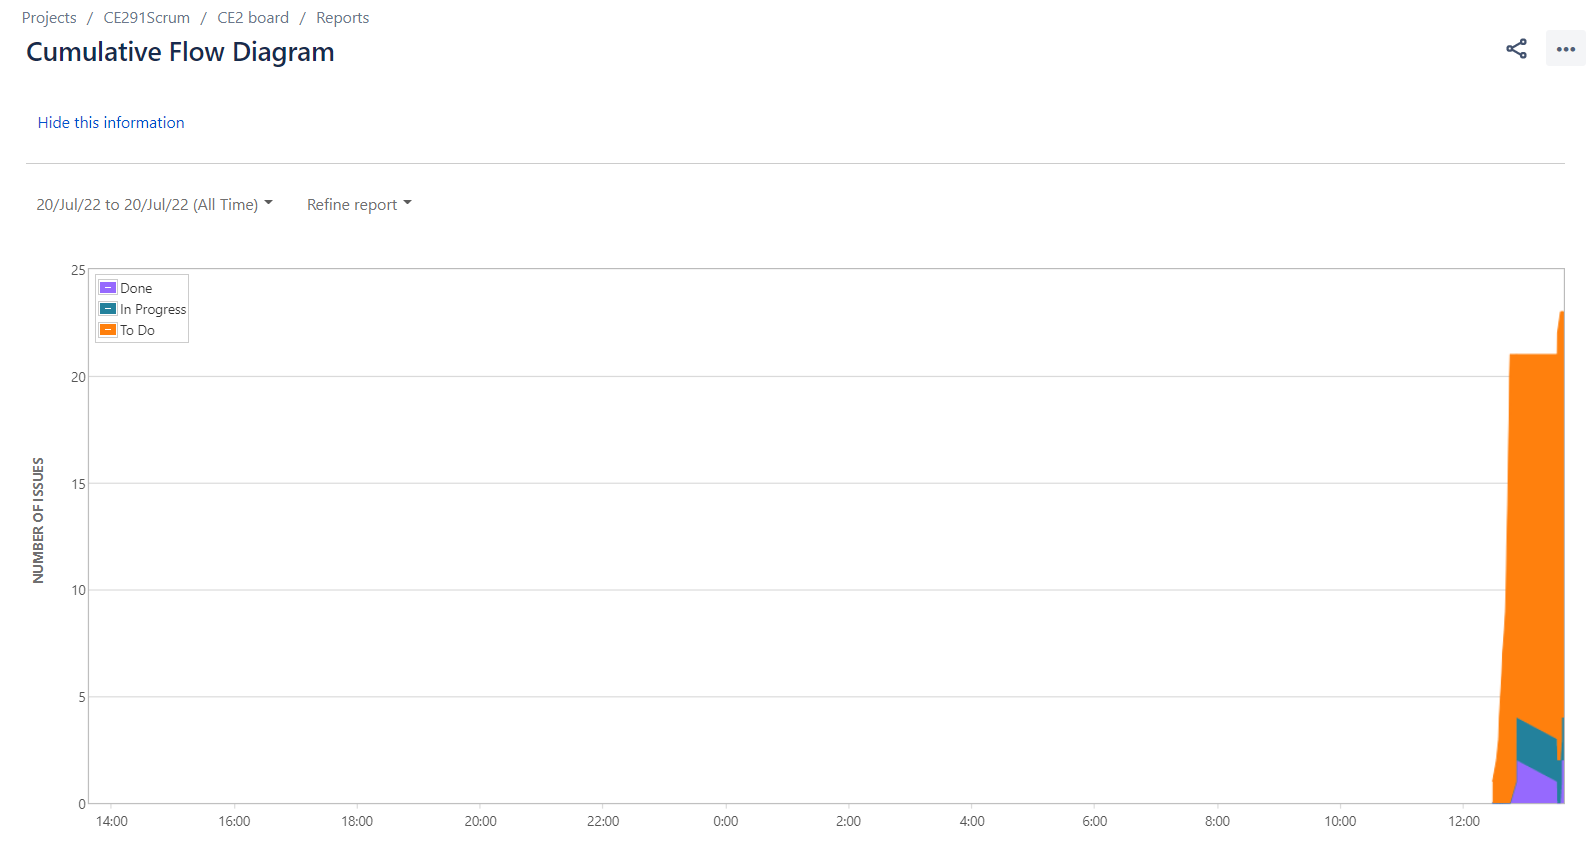 Projects / CE291Scrum / CE2 board / Reports
Cumulative Flow Diagram
Hide this information
20/Jul/22 to 20/Jul/22 (All Time) Refine report
Done
In Progress
To Do
NUMBER OF ISSUES
25
20
15
10
5
0
14:00 16:00 18:00 20:00 22:00 0:00 2:00 4:00 6:00 8:00 10:00 12:00